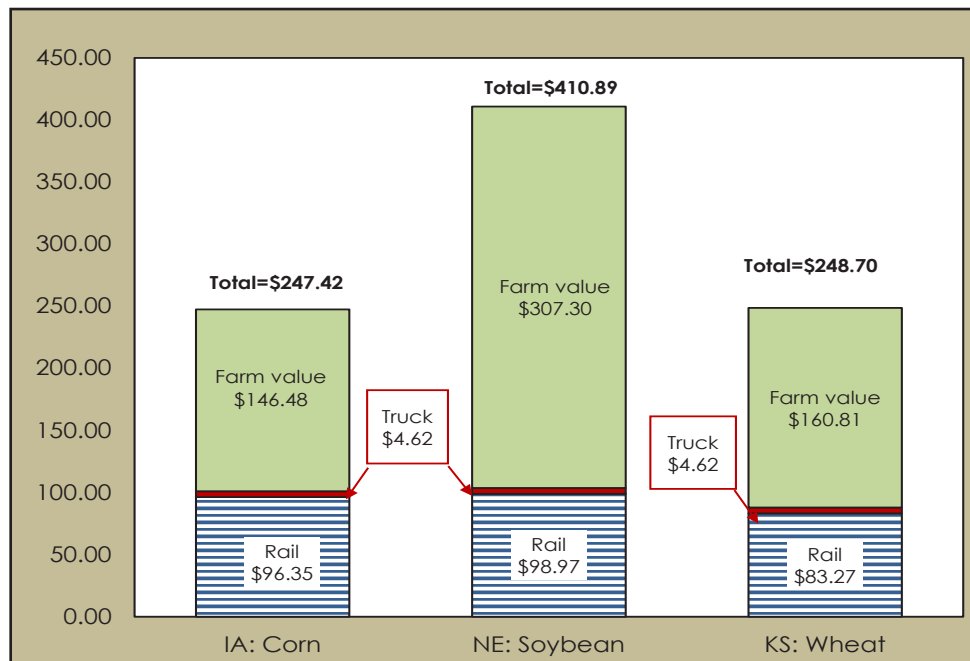 450.00
400.00
350.00
300.00
250.00
200.00
150.00
100.00
50.00
0.00
Total=$247.42
Farm value
$146.48
Rail
$96.35
Truck
$4.62
Total=$410.89
Farm value
$307.30
Rail
$98.97
Total=$248.70
Farm value
$160.81
Truck
$4.62
Rail
$83.27
IA: Corn
NE: Soybean
KS: Wheat